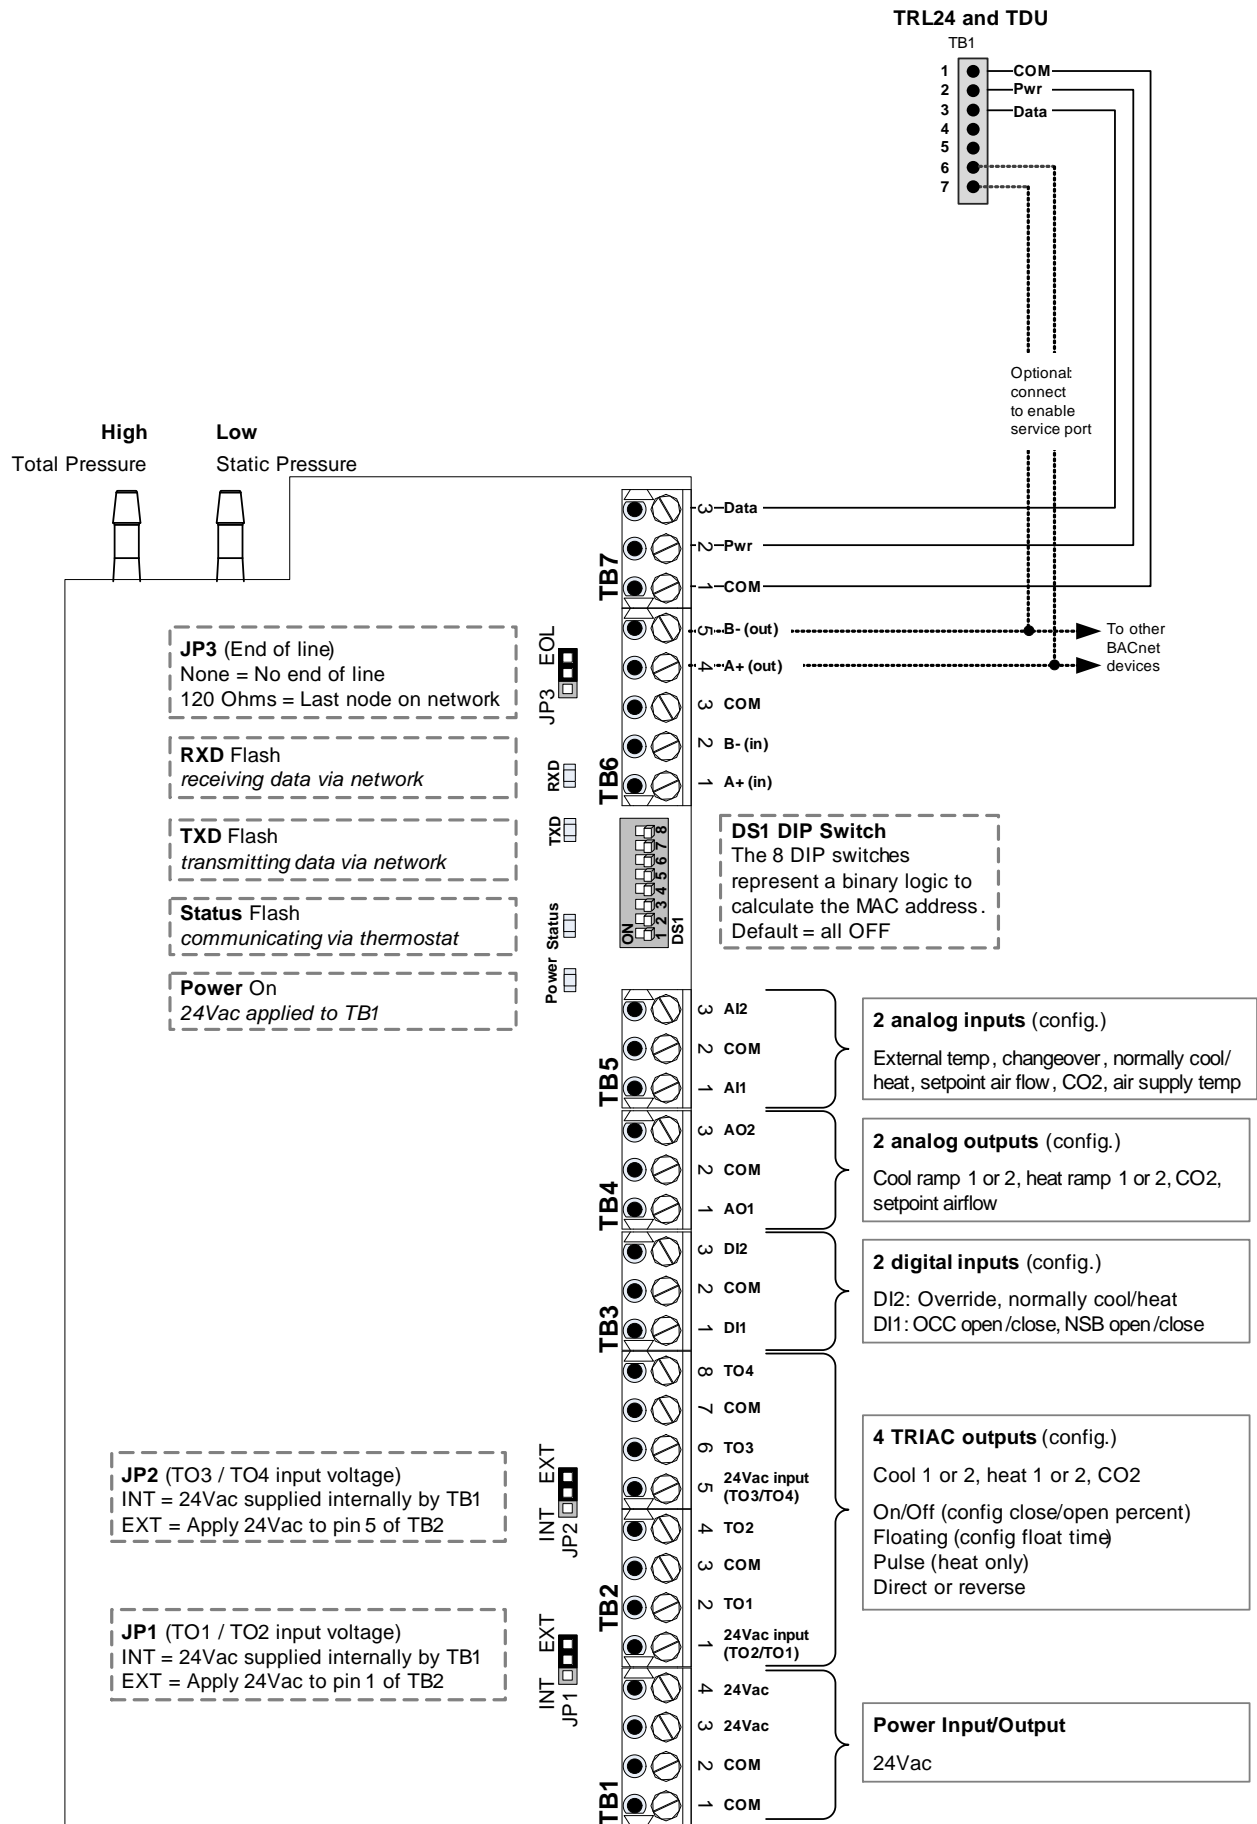 TRL24 and TDU
TB1
1
COM
2
Pwr
3
Data
4
5
6
7
Optional:
connect
to enable
service port
High
Low
Total Pressure
Static Pressure
TB7
3 Data
2 Pwr
1 COM
TB6
5 B- (out)
4 A+ (out)
3 COM
2 B- (in)
1 A+ (in)
To other
BACnet
devices
JP3 (End of line)
None = No end of line
120 Ohms = Last node on network
JP3 EOL
RXD Flash
receiving data via network
RXD
TXD Flash
transmitting data via network
TXD
Status Flash
communicating via thermostat
Status
Power On
24Vac applied to TB1
Power
ON
1 2 3 4 5 6 7 8
DS1
DS1 DIP Switch
The 8 DIP switches
represent a binary logic to
calculate the MAC address.
Default = all OFF
TB5
3 AI2
2 COM
1 AI1
2 analog inputs (config.)
External temp, changeover, normally cool/
heat, setpoint air flow, CO2, air supply temp
TB4
3 AO2
2 COM
1 AO1
2 analog outputs (config.)
Cool ramp 1 or 2, heat ramp 1 or 2, CO2,
setpoint airflow
TB3
3 DI2
2 COM
1 DI1
2 digital inputs (config.)
DI2: Override, normally cool/heat
DI1: OCC open/close, NSB open/close
TB2
8 TO4
7 COM
6 TO3
5 24Vac input
(TO3/TO4)
4 TO2
3 COM
2 TO1
1 24Vac input
(TO2/TO1)
4 TRIAC outputs (config.)
Cool 1 or 2, heat 1 or 2, CO2
On/Off (config close/open percent)
Floating (config float time)
Pulse (heat only)
Direct or reverse
JP2 (TO3 / TO4 input voltage)
INT = 24Vac supplied internally by TB1
EXT = Apply 24Vac to pin 5 of TB2
INT EXT
JP2
JP1 (TO1 / TO2 input voltage)
INT = 24Vac supplied internally by TB1
EXT = Apply 24Vac to pin 1 of TB2
INT EXT
JP1
TB1
4 24Vac
3 24Vac
2 COM
1 COM
Power Input/Output
24Vac